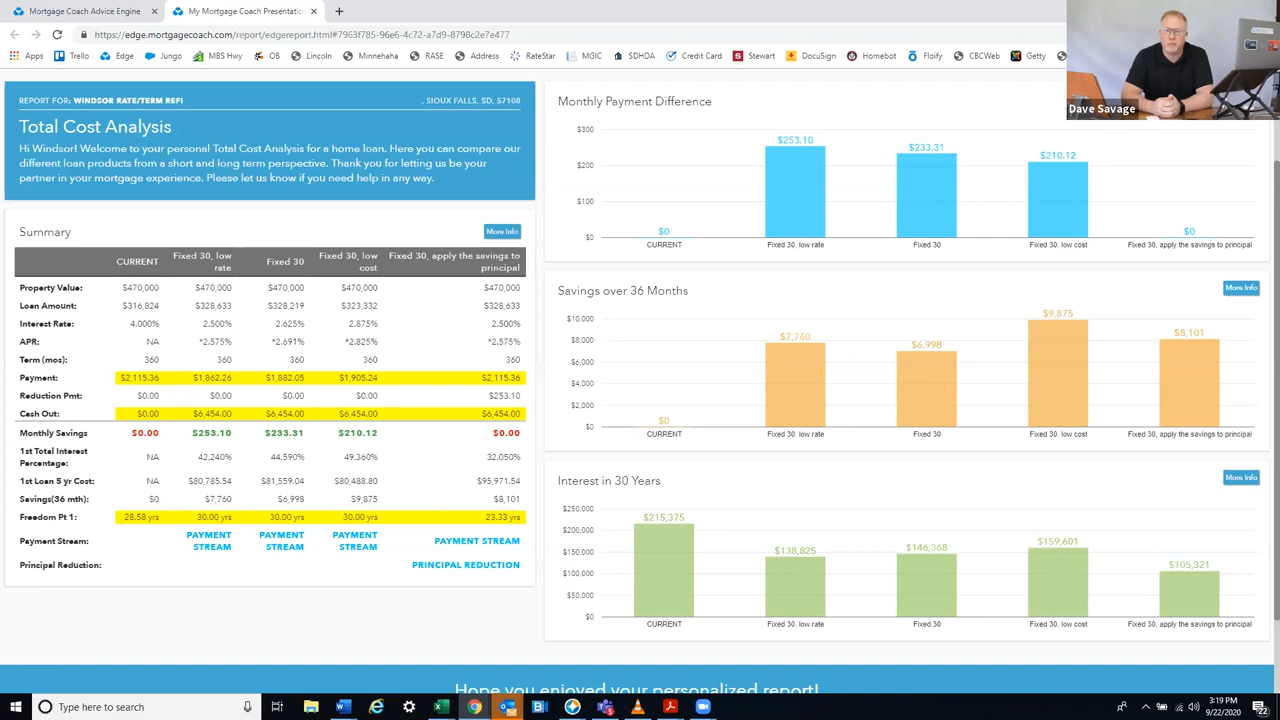 Mortgage Coach Advice Engine
My Mortgage Coach Presentatio
https://edge.mortgagecoach.com/report/edgereport.html#7963f785-96e6-4c72-a7d9-8798c2e7e477
Apps Trello Edge Jungo MBS Hwy OB Lincoln Minnehaha RASE Address RateStar MGIC SDHDA Credit Card Stewart DocuSign Homebot Floify CBCWeb Getty
Dave Savage
REPORT FOR: WINDSOR RATE/TERM REFI
, SIOUX FALLS, SD, 57108
Total Cost Analysis
Hi Windsor! Welcome to your personal Total Cost Analysis for a home loan. Here you can compare our
different loan products from a short and long term perspective. Thank you for letting us be your
partner in your mortgage experience. Please let us know if you need help in any way.
Summary
More Info
CURRENT Fixed 30, low rate Fixed 30 Fixed 30, low cost Fixed 30, apply the savings to principal
Property Value: $470,000 $470,000 $470,000 $470,000 $470,000
Loan Amount: $316,824 $328,633 $328,219 $323,332 $328,633
Interest Rate: 4.000% 2.500% 2.625% 2.875% 2.500%
APR: NA *2.575% *2.691% *2.825% *2.575%
Term (mos): 360 360 360 360 360
Payment: $2,115.36 $1,862.26 $1,882.05 $1,905.24 $2,115.36
Reduction Pmt: $0.00 $0.00 $0.00 $0.00 $253.10
Cash Out: $0.00 $6,454.00 $6,454.00 $6,454.00 $6,454.00
Monthly Savings $0.00 $253.10 $233.31 $210.12 $0.00
1st Total Interest Percentage: NA 42.240% 44.590% 49.360% 32.050%
1st Loan 5 yr Cost: NA $80,785.54 $81,559.04 $80,488.80 $95,971.54
Savings(36 mth): $0 $7,760 $6,998 $9,875 $8,101
Freedom Pt 1: 28.58 yrs 30.00 yrs 30.00 yrs 30.00 yrs 23.33 yrs
Payment Stream: PAYMENT STREAM PAYMENT STREAM PAYMENT STREAM PAYMENT STREAM
Principal Reduction: PRINCIPAL REDUCTION
Monthly Payment Difference
$300
$200
$100
$0
$0 $253.10 $233.31 $210.12 $0
CURRENT Fixed 30, low rate Fixed 30 Fixed 30, low cost Fixed 30, apply the savings to principal
Savings over 36 Months
More Info
$10,000
$8,000
$6,000
$4,000
$2,000
$0
$0 $7,760 $6,998 $9,875 $8,101
CURRENT Fixed 30, low rate Fixed 30 Fixed 30, low cost Fixed 30, apply the savings to principal
Interest in 30 Years
More Info
$250,000
$200,000
$150,000
$100,000
$50,000
$0
$215,375 $138,825 $146,368 $159,601 $105,321
CURRENT Fixed 30, low rate Fixed 30 Fixed 30, low cost Fixed 30, apply the savings to principal
Hope you enjoyed your personalized report!
Type here to search
3:19 PM
9/22/2020
22